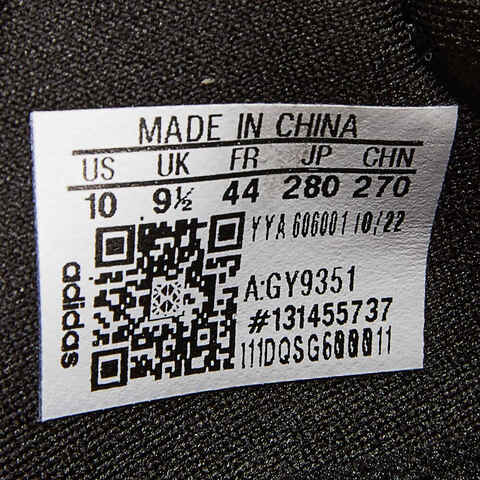 MADE IN CHINA
US UK FR JP CHN
10 9½ 44 280 270
YYA 606001 10/22
A:GY9351
#131455737
111DQSG600011
adidas